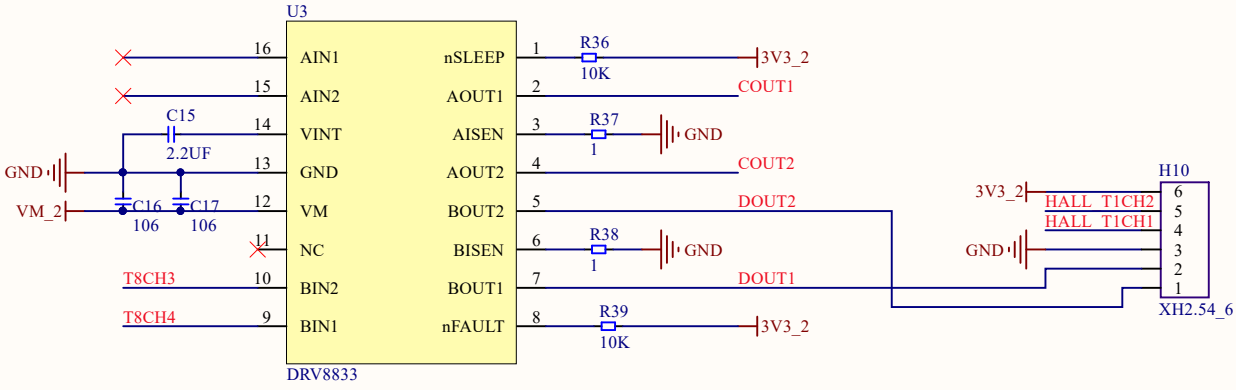 U3
16 AIN1 nSLEEP 1 R36 10K 3V3_2
15 AIN2 AOUT1 2 COUT1
C15 2.2UF 14 VINT AISEN 3 R37 1 GND
GND 13 GND AOUT2 4 COUT2
VM_2 C16 106 C17 106 12 VM BOUT2 5 DOUT2
11 NC BISEN 6 R38 1 GND
T8CH3 10 BIN2 BOUT1 7 DOUT1
T8CH4 9 BIN1 nFAULT 8 R39 10K 3V3_2
DRV8833
H10
3V3_2 6
HALL_T1CH2 5
HALL_T1CH1 4
GND 3
2
1
XH2.54_6